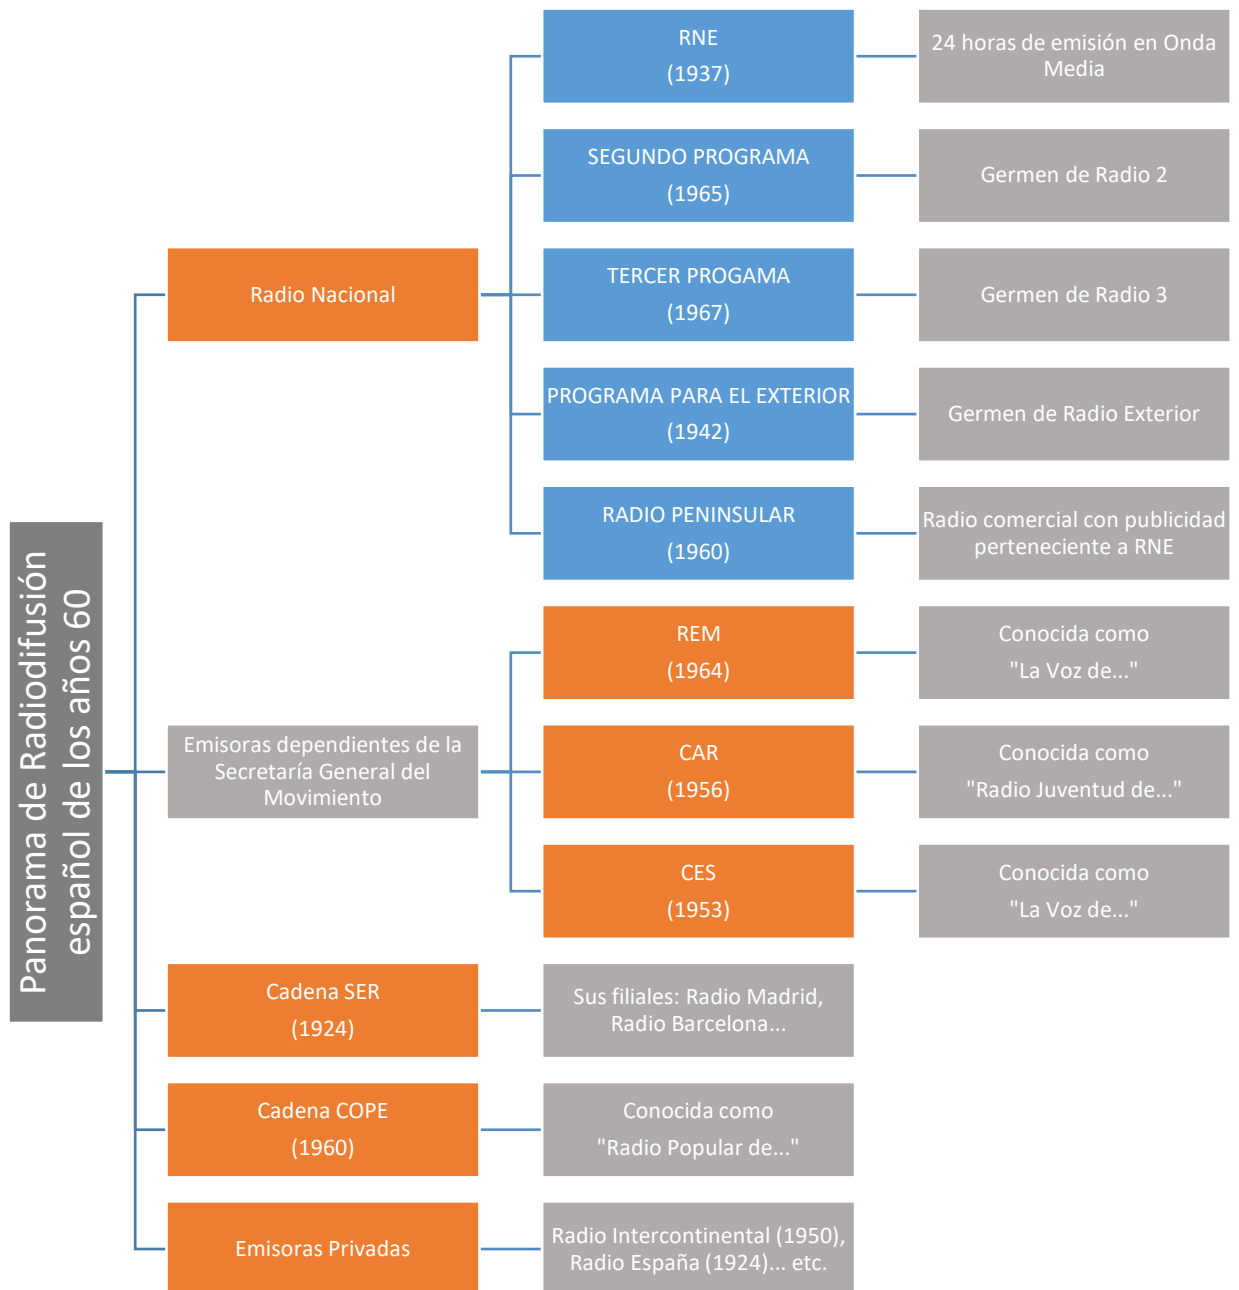 Panorama de Radiodifusión
español de los años 60
Radio Nacional
RNE
(1937)
24 horas de emisión en Onda
Media
SEGUNDO PROGRAMA
(1965)
Germen de Radio 2
TERCER PROGAMA
(1967)
Germen de Radio 3
PROGRAMA PARA EL EXTERIOR
(1942)
Germen de Radio Exterior
RADIO PENINSULAR
(1960)
Radio comercial con publicidad
perteneciente a RNE
Emisoras dependientes de la
Secretaría General del
Movimiento
REM
(1964)
Conocida como
"La Voz de..."
CAR
(1956)
Conocida como
"Radio Juventud de..."
CES
(1953)
Conocida como
"La Voz de..."
Cadena SER
(1924)
Sus filiales: Radio Madrid,
Radio Barcelona...
Cadena COPE
(1960)
Conocida como
"Radio Popular de..."
Emisoras Privadas
Radio Intercontinental (1950),
Radio España (1924)... etc.